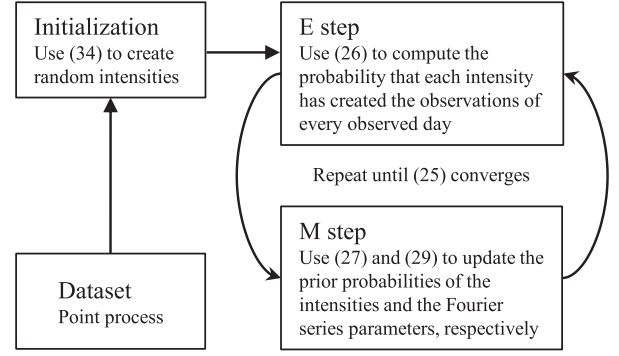 Initialization
Use (34) to create
random intensities
E step
Use (26) to compute the
probability that each intensity
has created the observations of
every observed day
Repeat until (25) converges
M step
Use (27) and (29) to update the
prior probabilities of the
intensities and the Fourier
series parameters, respectively
Dataset
Point process